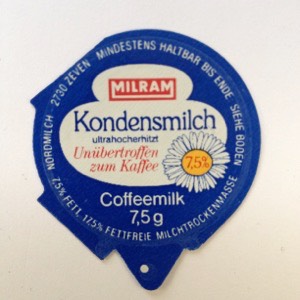 MILRAM
Kondensmilch
ultrahocherhitzt
Unübertroffen
zum Kaffee
7,5%
Coffeemilk
7,5 g
NORDMILCH · 2730 ZEVEN · MINDESTENS HALTBAR BIS ENDE: SIEHE BODEN
7,5% FETT, 17,5% FETTFREIE MILCHTROCKENMASSE